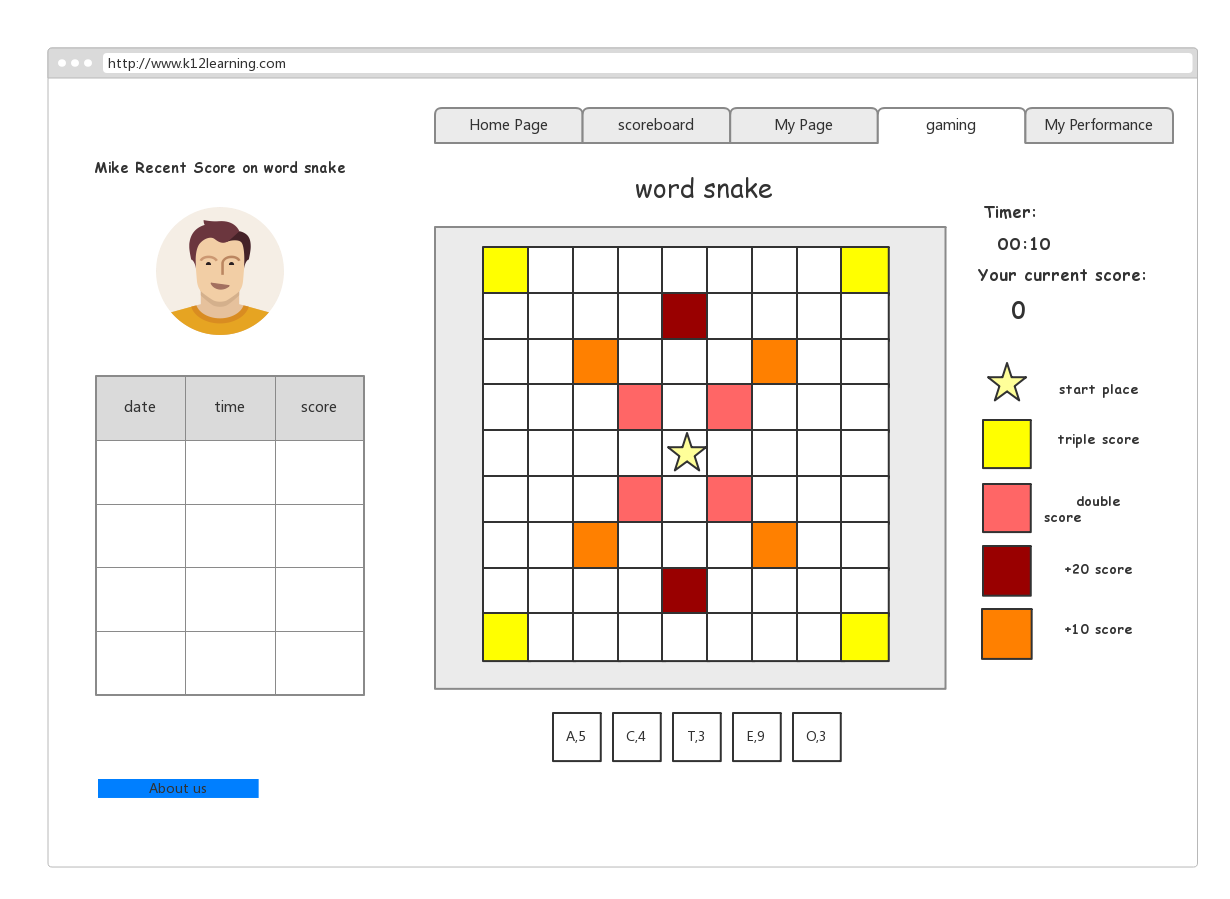 http://www.k12learning.com
Home Page
scoreboard
My Page
gaming
My Performance
Mike Recent Score on word snake
word snake
Timer:
00:10
Your current score:
0
date
time
score
start place
triple score
double
score
+20 score
+10 score
A,5
C,4
T,3
E,9
O,3
About us